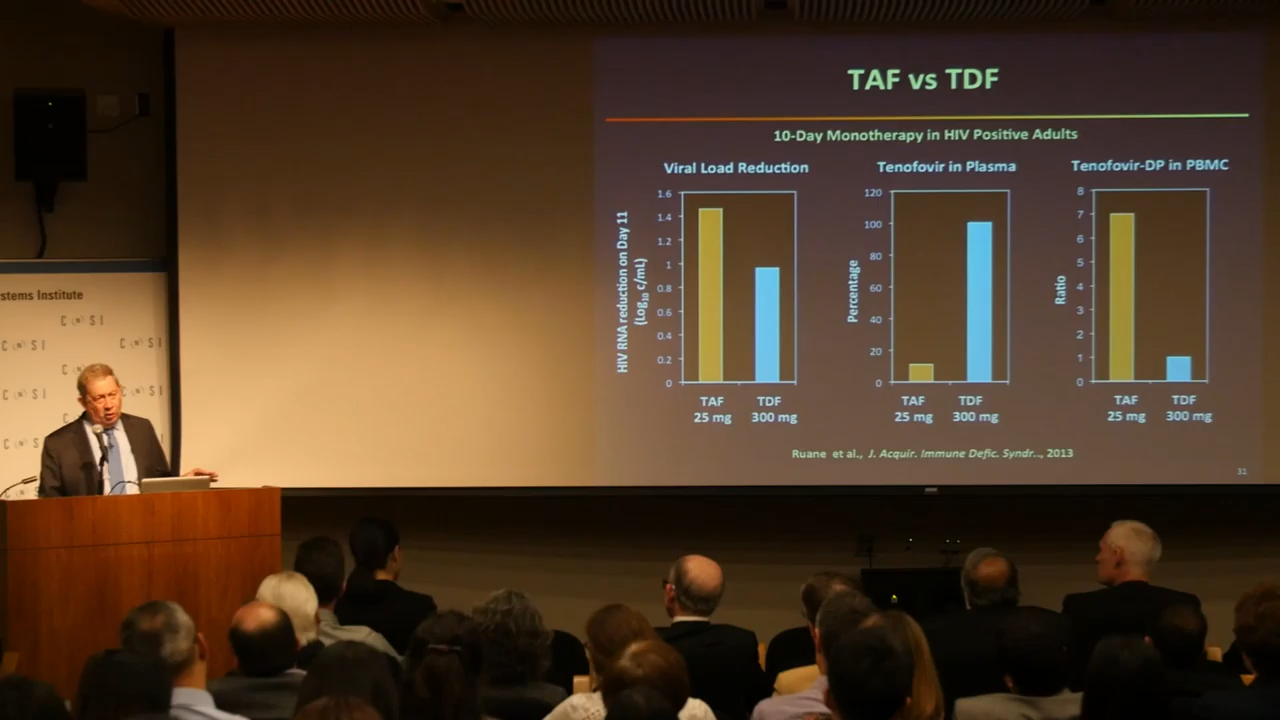 TAF vs TDF
10-Day Monotherapy in HIV Positive Adults
Viral Load Reduction
HIV RNA reduction on Day 11
(Log10 c/mL)
1.6
1.4
1.2
1
0.8
0.6
0.4
0.2
0
TAF
25 mg
TDF
300 mg
Tenofovir in Plasma
Percentage
120
100
80
60
40
20
0
TAF
25 mg
TDF
300 mg
Tenofovir-DP in PBMC
Ratio
8
7
6
5
4
3
2
1
0
TAF
25 mg
TDF
300 mg
Ruane et al., J. Acquir. Immune Defic. Syndr.., 2013
31
stems Institute
C (N) S I
C (N) S I
C (N) S I
C (N) S I
C (N) S I